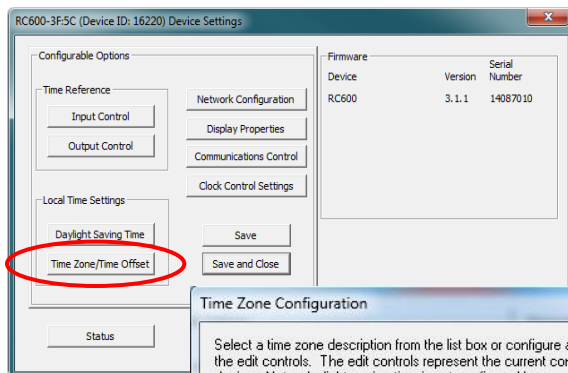 RC600-3F:5C (Device ID: 16220) Device Settings
Configurable Options
Time Reference
Input Control
Output Control
Network Configuration
Display Properties
Communications Control
Clock Control Settings
Local Time Settings
Daylight Saving Time
Time Zone/Time Offset
Save
Save and Close
Status
Firmware
Device Version Serial Number
RC600 3.1.1 14087010
Time Zone Configuration
Select a time zone description from the list box or configure
the edit controls. The edit controls represent the current